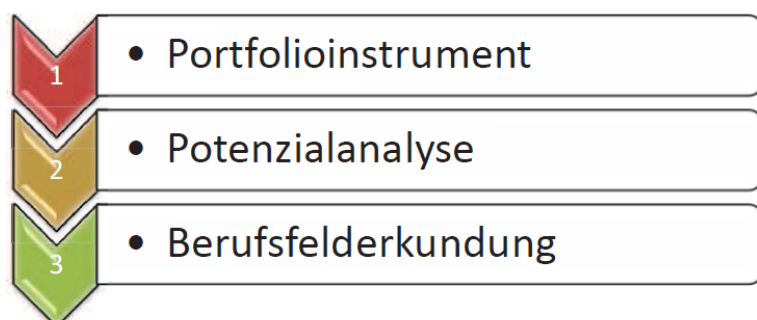 1 • Portfolioinstrument
2 • Potenzialanalyse
3 • Berufsfelderkundung